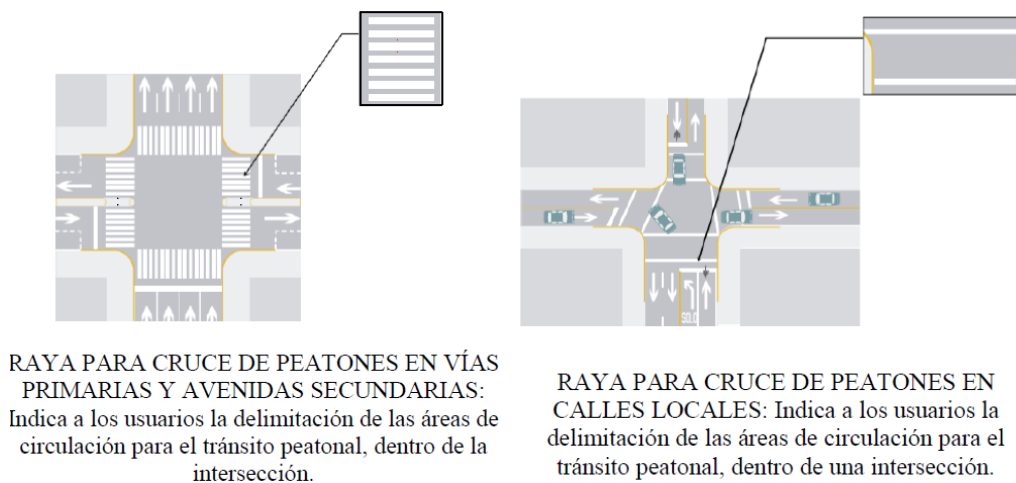 SOLO
RAYA PARA CRUCE DE PEATONES EN VÍAS
PRIMARIAS Y AVENIDAS SECUNDARIAS:
Indica a los usuarios la delimitación de las áreas de
circulación para el tránsito peatonal, dentro de la
intersección.
RAYA PARA CRUCE DE PEATONES EN
CALLES LOCALES: Indica a los usuarios la
delimitación de las áreas de circulación para el
tránsito peatonal, dentro de una intersección.